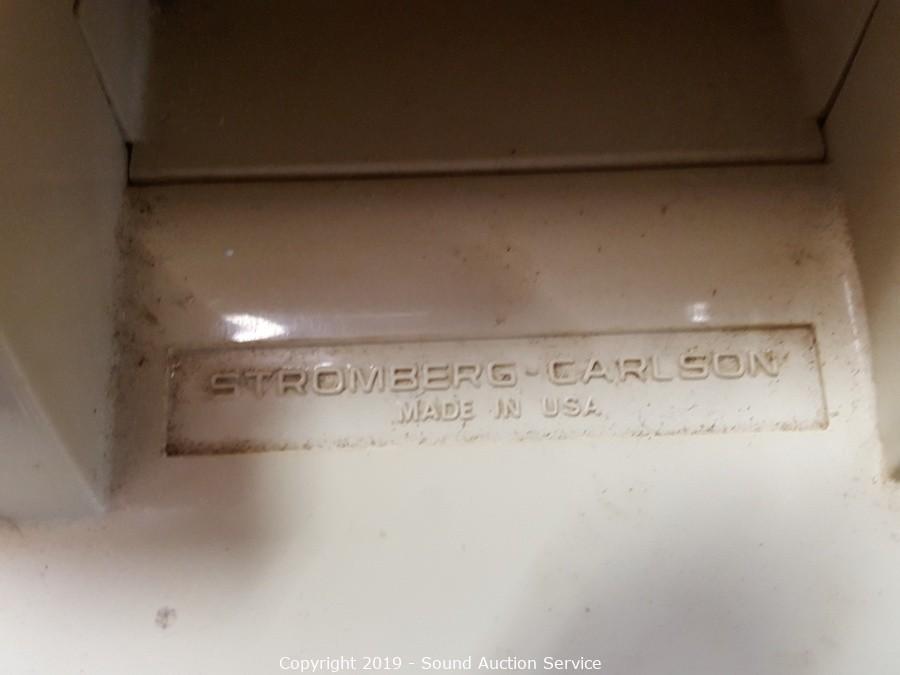 STROMBERG-CARLSON
MADE IN USA
Copyright 2019 - Sound Auction Service